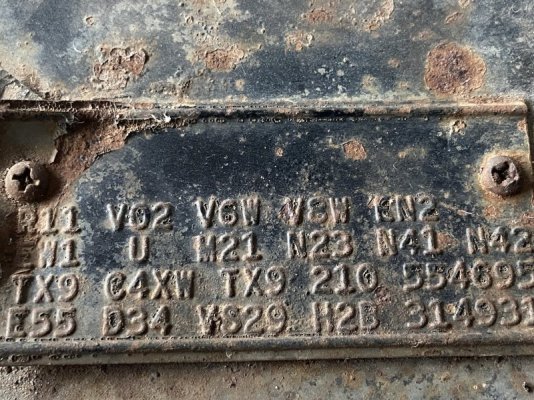 R11 V02 V6W V8W EN2
EW1 U M21 N23 N41 N42
TX9 C4XW TX9 210 554695
E55 D34 VS29 H2B 314931